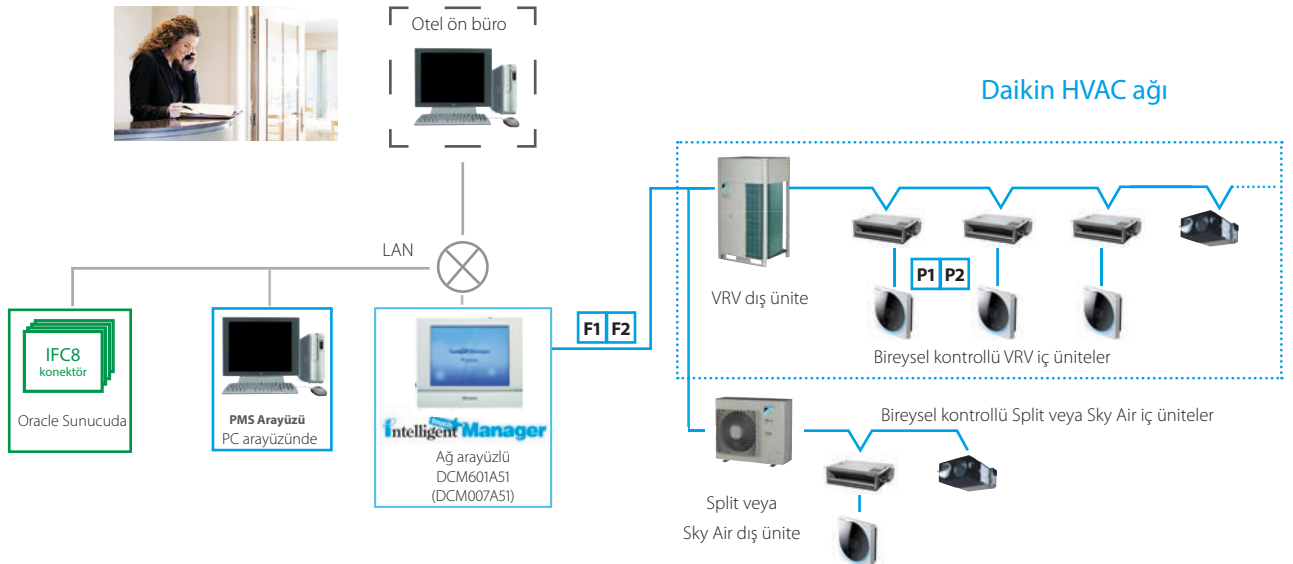 Otel ön büro
Daikin HVAC ağı
LAN
F1 F2
P1 P2
VRV dış ünite
Bireysel kontrollü VRV iç üniteler
IFC8
konektör
Oracle Sunucuda
PMS Arayüzü
PC arayüzünde
intelligent Manager
Ağ arayüzlü
DCM601A51
(DCM007A51)
Bireysel kontrollü Split veya Sky Air iç üniteler
Split veya
Sky Air dış ünite